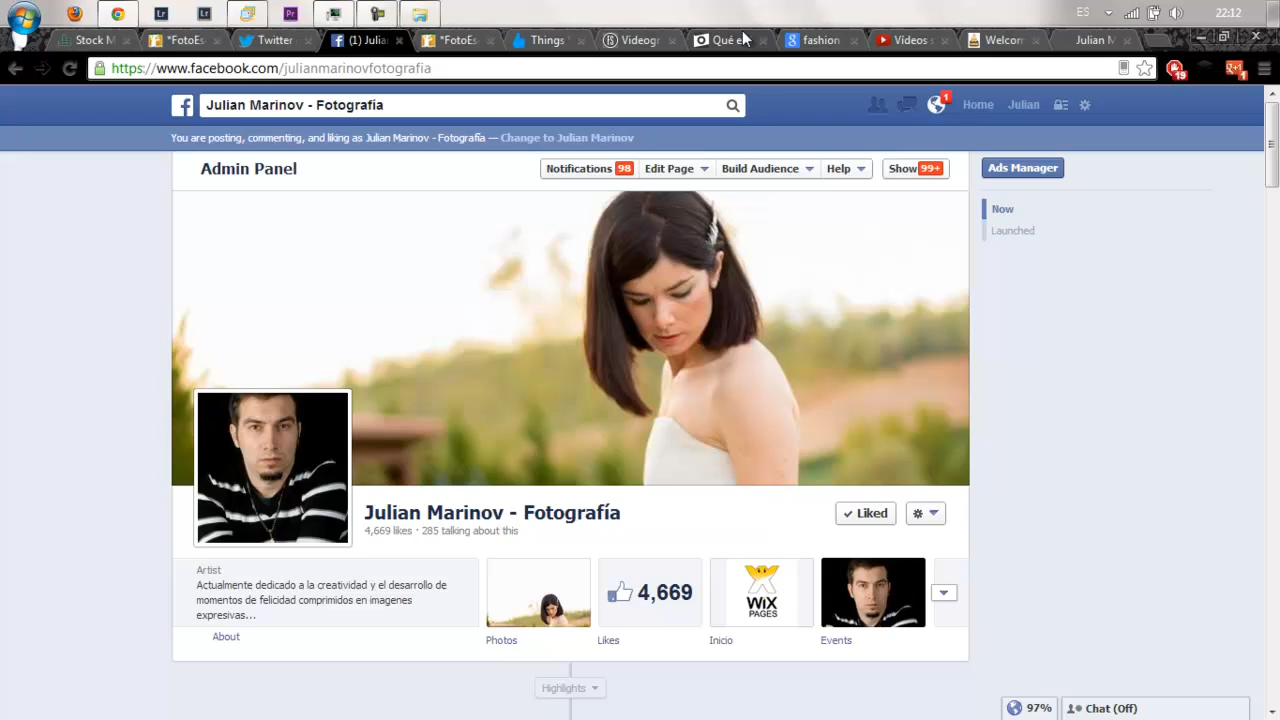 ES
22:12
Stock M
*FotoEs
Twitter
(1) Julia
*FotoEs
Things
Videogr
Qué e
fashion
Videos s
Welcom
Julian M
https://www.facebook.com/julianmarinovfotografia
19
1
Julian Marinov - Fotografía
1
Home
Julian
You are posting, commenting, and liking as Julian Marinov - Fotografía — Change to Julian Marinov
Admin Panel
Notifications 98
Edit Page
Build Audience
Help
Show 99+
Ads Manager
Now
Launched
Julian Marinov - Fotografía
4,669 likes · 285 talking about this
Liked
Artist
Actualmente dedicado a la creatividad y el desarrollo de
momentos de felicidad comprimidos en imagenes
expresivas...
About
4,669
WiX
PAGES
Photos
Likes
Inicio
Events
Highlights
97%
Chat (Off)